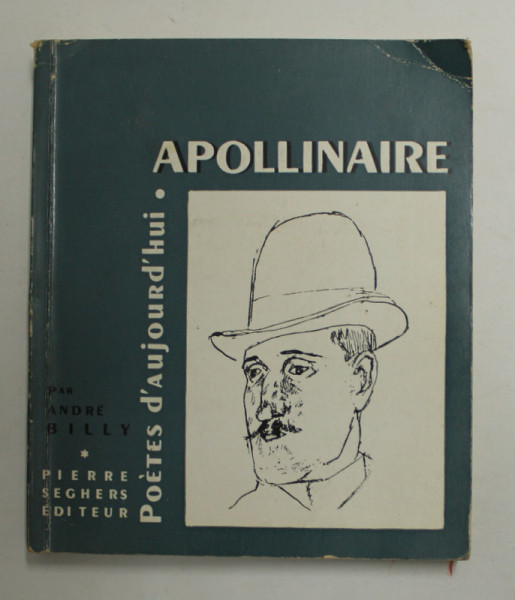 APOLLINAIRE
POÈTES d'AUJOURd'hui •
PAR
ANDRÉ
BILLY
*
PIERRE
SEGHERS
ÉDITEUR